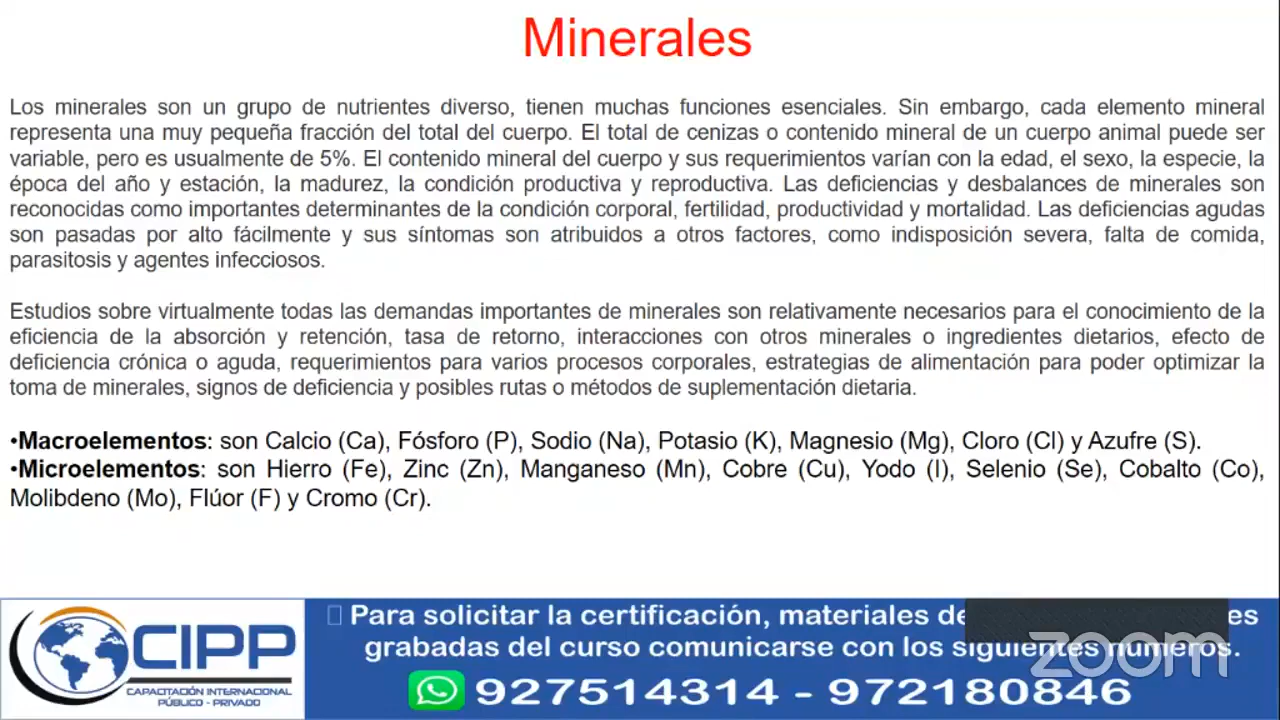 Minerales
Los minerales son un grupo de nutrientes diverso, tienen muchas funciones esenciales. Sin embargo, cada elemento mineral
representa una muy pequeña fracción del total del cuerpo. El total de cenizas o contenido mineral de un cuerpo animal puede ser
variable, pero es usualmente de 5%. El contenido mineral del cuerpo y sus requerimientos varían con la edad, el sexo, la especie, la
época del año y estación, la madurez, la condición productiva y reproductiva. Las deficiencias y desbalances de minerales son
reconocidas como importantes determinantes de la condición corporal, fertilidad, productividad y mortalidad. Las deficiencias agudas
son pasadas por alto fácilmente y sus síntomas son atribuidos a otros factores, como indisposición severa, falta de comida,
parasitosis y agentes infecciosos.
Estudios sobre virtualmente todas las demandas importantes de minerales son relativamente necesarios para el conocimiento de la
eficiencia de la absorción y retención, tasa de retorno, interacciones con otros minerales o ingredientes dietarios, efecto de
deficiencia crónica o aguda, requerimientos para varios procesos corporales, estrategias de alimentación para poder optimizar la
toma de minerales, signos de deficiencia y posibles rutas o métodos de suplementación dietaria.
•Macroelementos: son Calcio (Ca), Fósforo (P), Sodio (Na), Potasio (K), Magnesio (Mg), Cloro (Cl) y Azufre (S).
•Microelementos: son Hierro (Fe), Zinc (Zn), Manganeso (Mn), Cobre (Cu), Yodo (I), Selenio (Se), Cobalto (Co),
Molibdeno (Mo), Flúor (F) y Cromo (Cr).
CIPP
CAPACITACIÓN INTERNACIONAL
PÚBLICO - PRIVADO
Para solicitar la certificación, materiales
grabadas del curso comunicarse con los siguientes números.
927514314 - 972180846
zoom